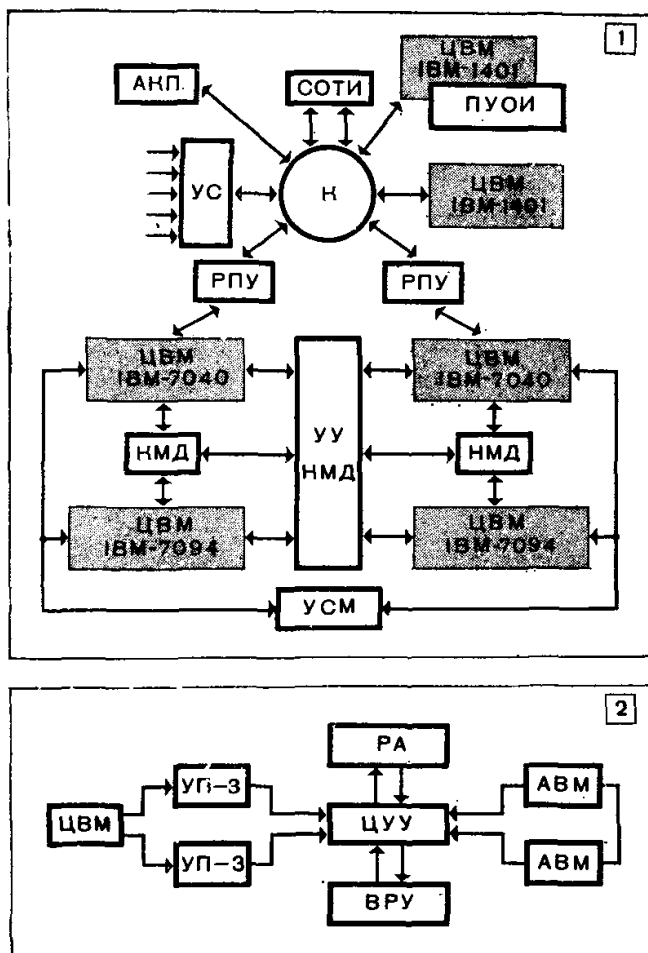 1
ЦВМ
IBM-1401
ПУОИ
АКП
СОТИ
УС
К
ЦВМ
IBM-1401
РПУ
РПУ
ЦВМ
IBM-7040
ЦВМ
IBM-7040
УУ
НМД
НМД
НМД
ЦВМ
IBM-7094
ЦВМ
IBM-7094
УСМ
2
РА
УП-3
АВМ
ЦВМ
ЦУУ
УП-3
АВМ
ВРУ